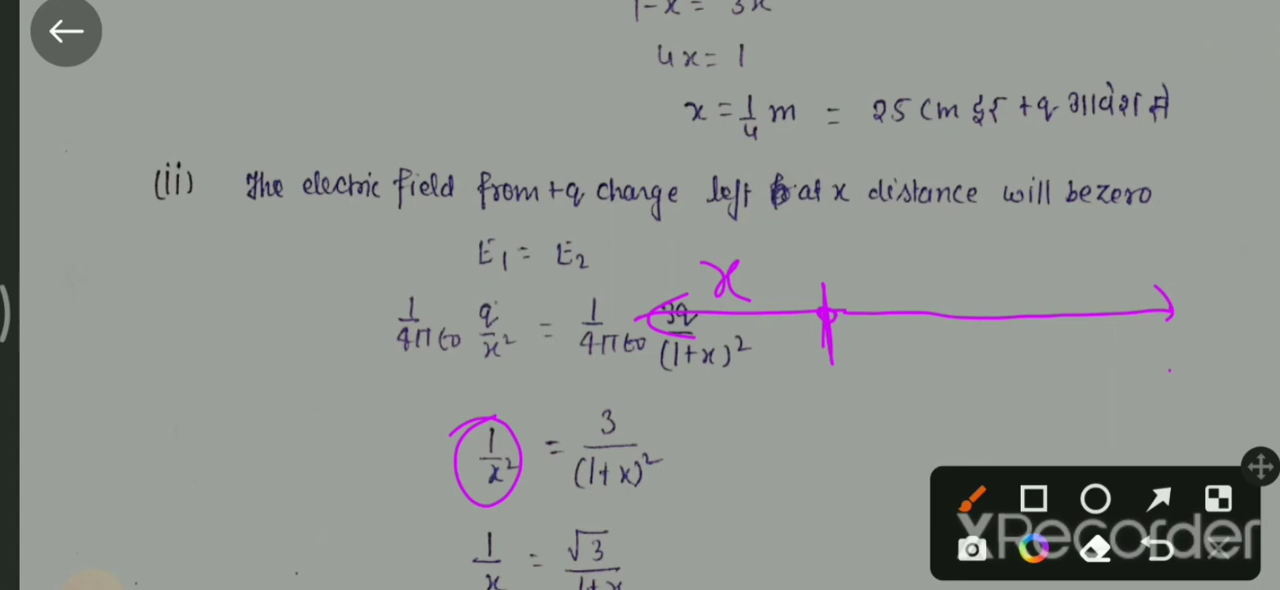 1-x = 3x
4x = 1
x = 1/4 m = 25 cm दूर +q आवेश से
(ii) The electric field from +q charge left at x distance will be zero
E₁ = E₂
x
1/4πε0 q/x² = 1/4πε0 3q/(1+x)²
1/x² = 3/(1+x)²
1/x = √3/1+x
XRecorder